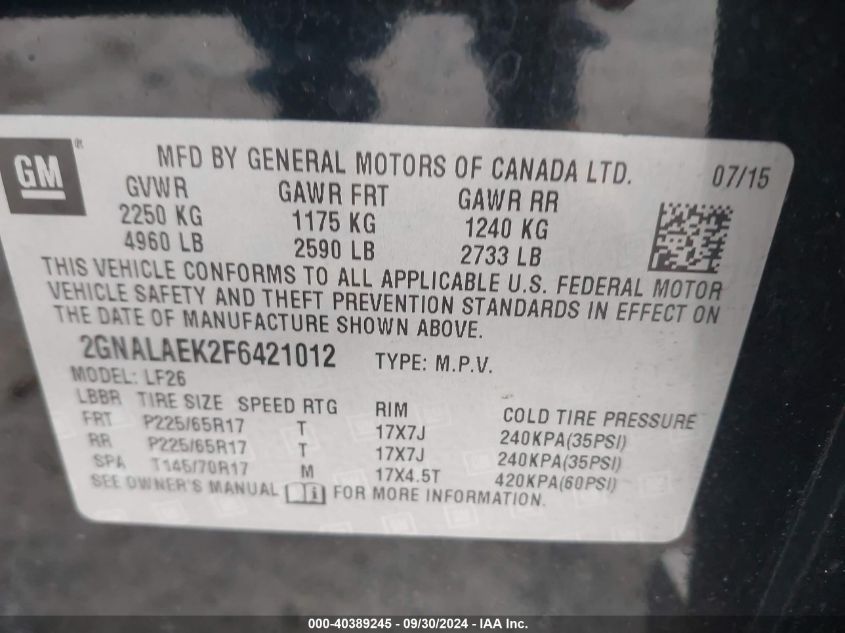 GM®
MFD BY GENERAL MOTORS OF CANADA LTD. 07/15
GVWR GAWR FRT GAWR RR
2250 KG 1175 KG 1240 KG
4960 LB 2590 LB 2733 LB
THIS VEHICLE CONFORMS TO ALL APPLICABLE U.S. FEDERAL MOTOR
VEHICLE SAFETY AND THEFT PREVENTION STANDARDS IN EFFECT ON
THE DATE OF MANUFACTURE SHOWN ABOVE.
2GNALAEK2F6421012 TYPE: M.P.V.
MODEL: LF26
LBBR TIRE SIZE SPEED RTG RIM COLD TIRE PRESSURE
FRT P225/65R17 T 17X7J 240KPA(35PSI)
RR P225/65R17 T 17X7J 240KPA(35PSI)
SPA T145/70R17 M 17X4.5T 420KPA(60PSI)
SEE OWNER'S MANUAL i FOR MORE INFORMATION.
000-40389245 - 09/30/2024 - IAA Inc.